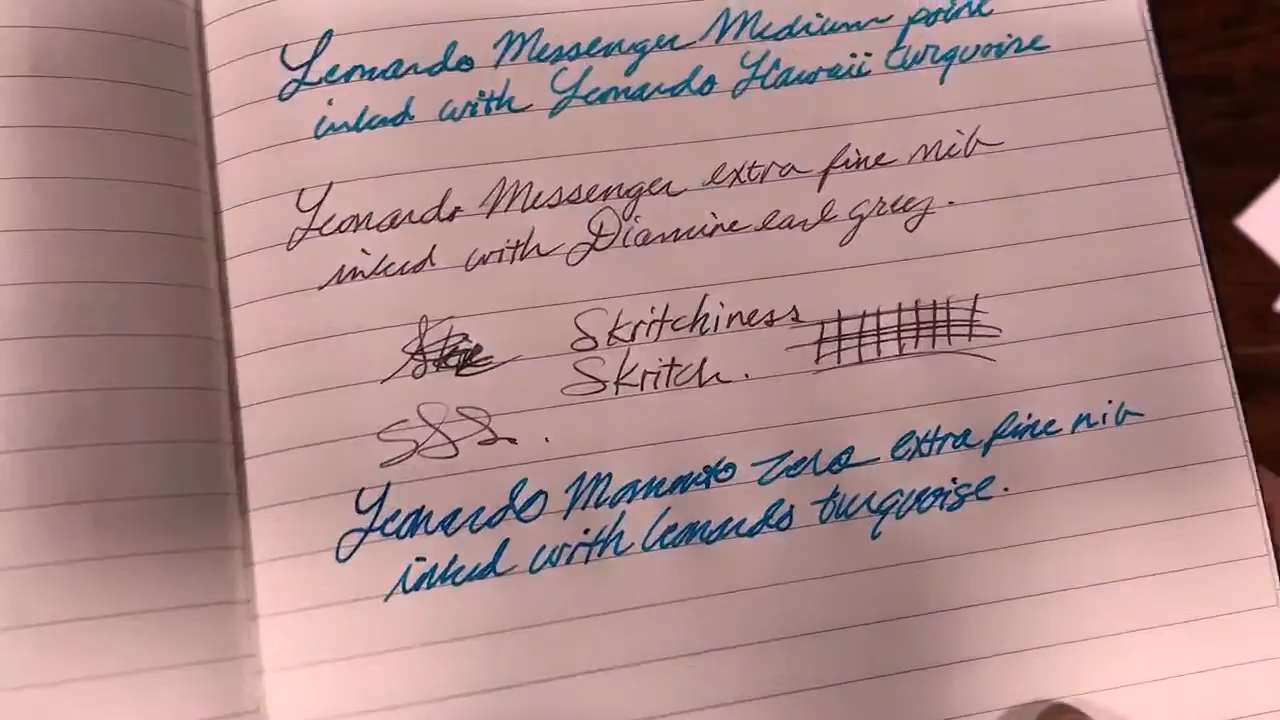 Leonardo Messenger Medium point
inked with Leonardo Hawaii turquoise
Leonardo Messenger extra fine nib
inked with Diamine earl grey.
Skritchiness
Skritch.
SSS.
Leonardo Zero extra fine nib
inked with leonardo turquoise.